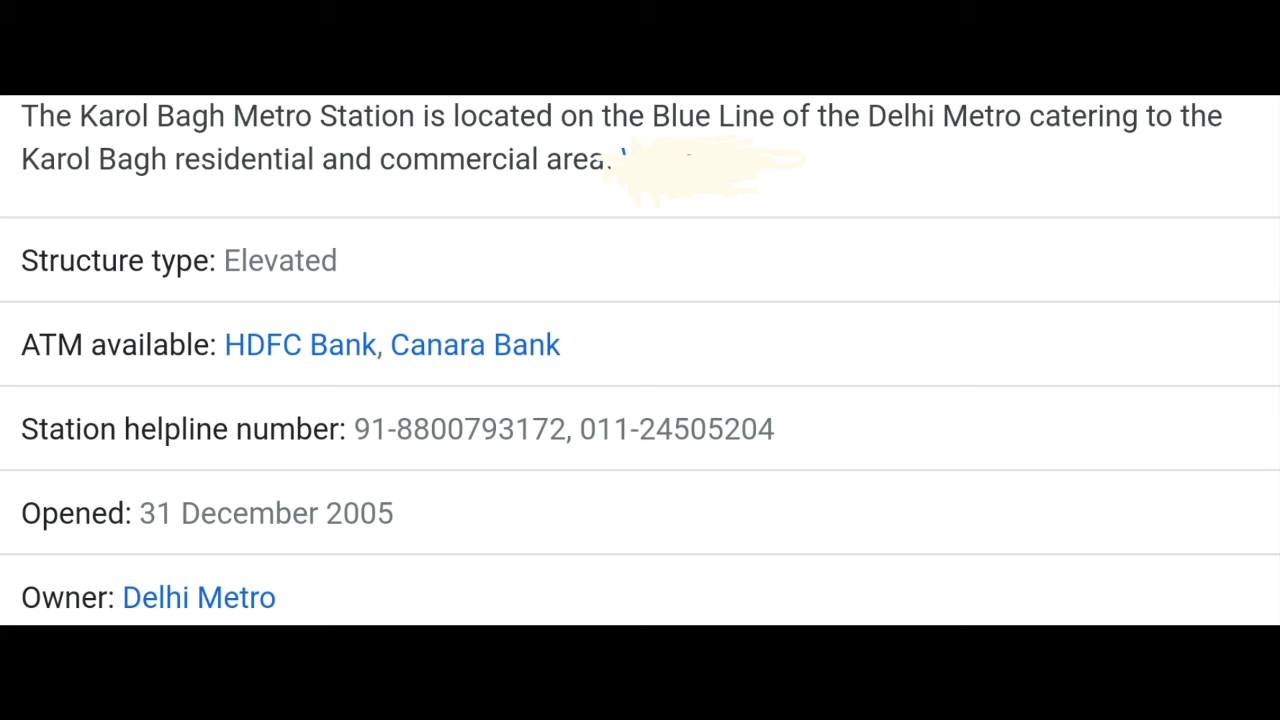 The Karol Bagh Metro Station is located on the Blue Line of the Delhi Metro catering to the
Karol Bagh residential and commercial area.
Structure type: Elevated
ATM available: HDFC Bank, Canara Bank
Station helpline number: 91-8800793172, 011-24505204
Opened: 31 December 2005
Owner: Delhi Metro